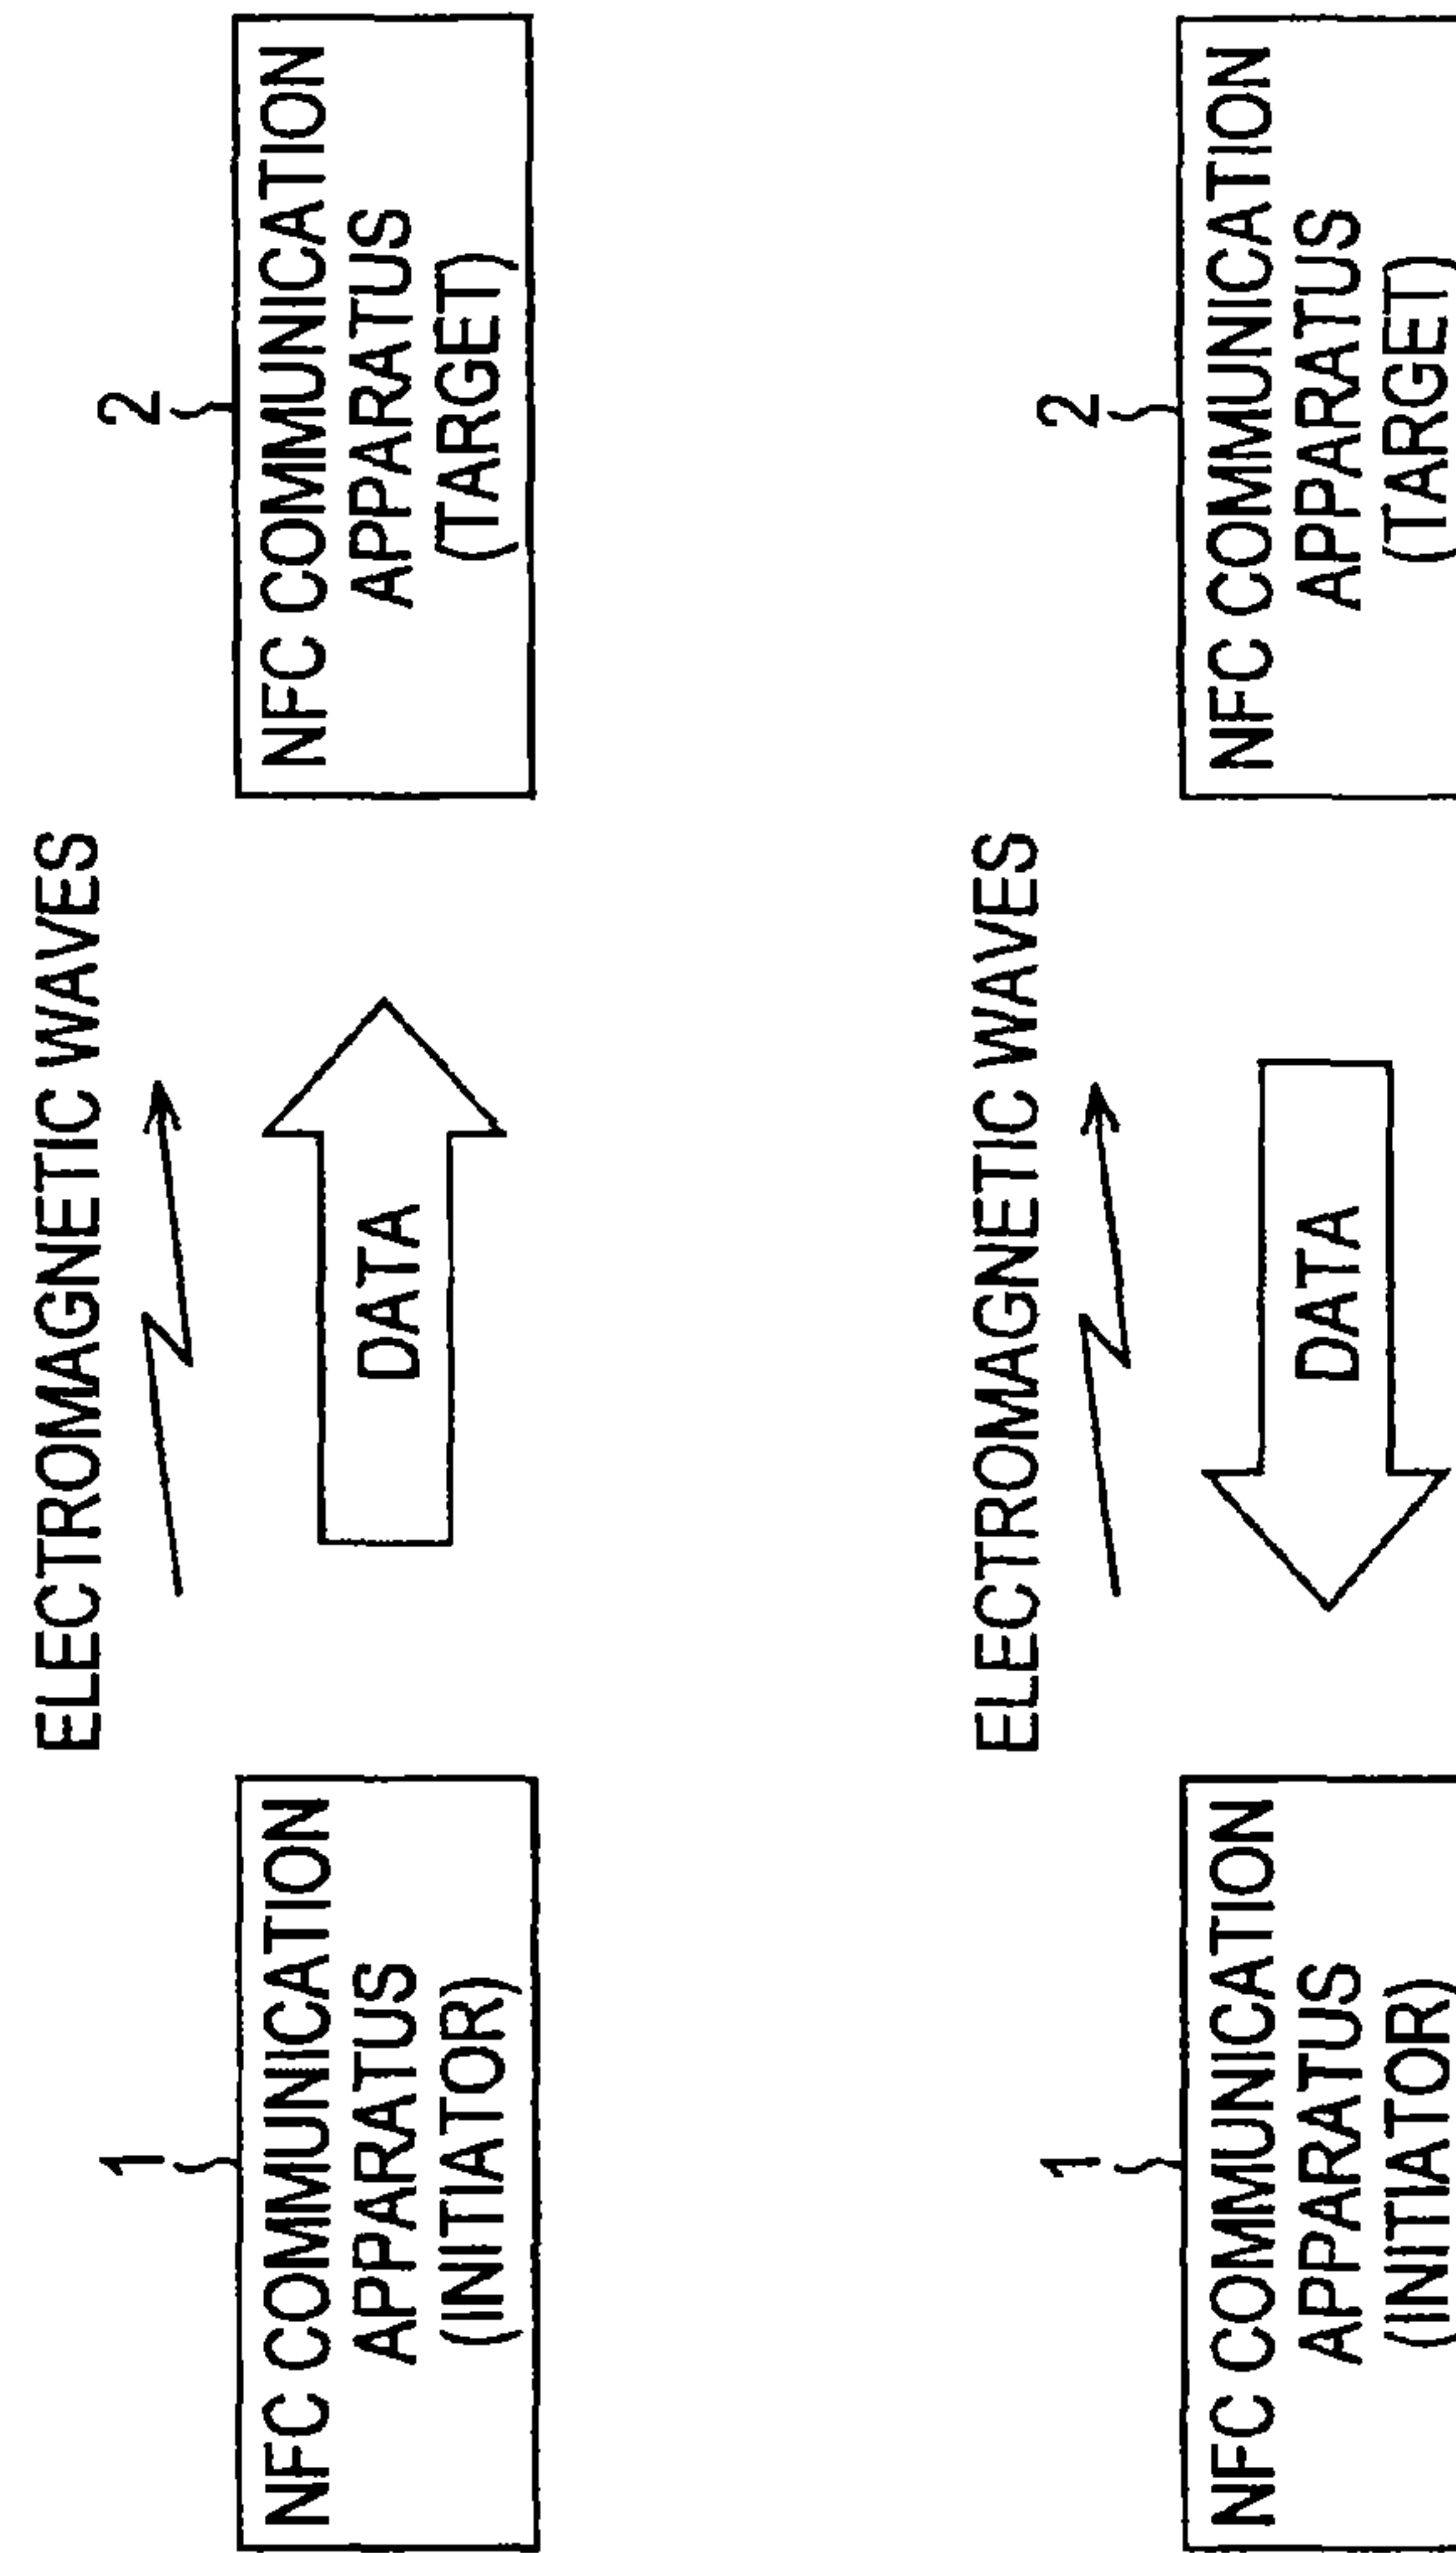 ELECTROMAGNETIC WAVES
1
2
NFC COMMUNICATION
APPARATUS
(INITIATOR)
DATA
NFC COMMUNICATION
APPARATUS
(TARGET)
ELECTROMAGNETIC WAVES
1
2
NFC COMMUNICATION
APPARATUS
(INITIATOR)
DATA
NFC COMMUNICATION
APPARATUS
(TARGET)